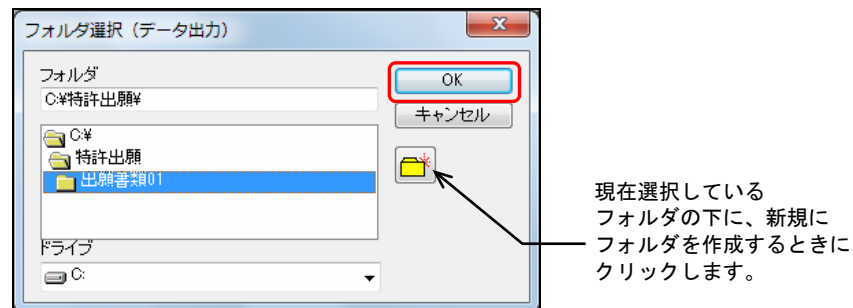 フォルダ選択（データ出力）
フォルダ
C:¥特許出願¥
OK
キャンセル
C:¥
特許出願
出願書類01
ドライブ
C:
現在選択している
フォルダの下に、新規に
フォルダを作成するときに
クリックします。